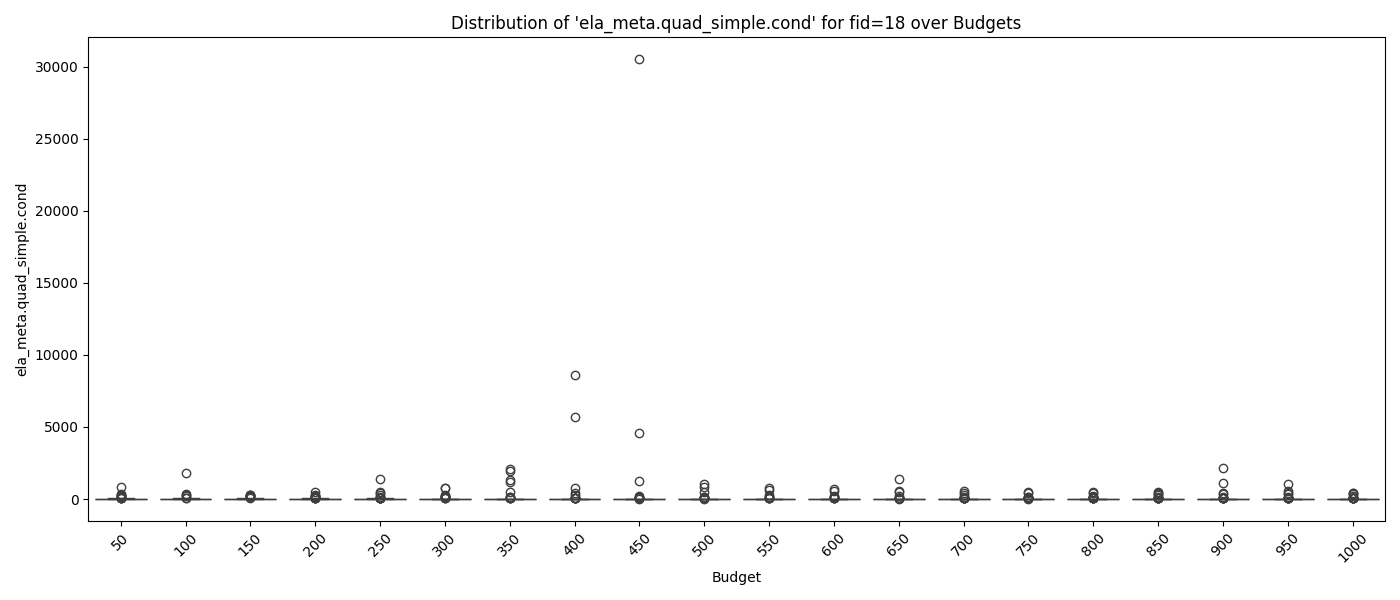 Distribution of 'ela_meta.quad_simple.cond' for fid=18 over Budgets
ela_meta.quad_simple.cond
30000
25000
20000
15000
10000
5000
0
50 100 150 200 250 300 350 400 450 500 550 600 650 700 750 800 850 900 950 1000
Budget